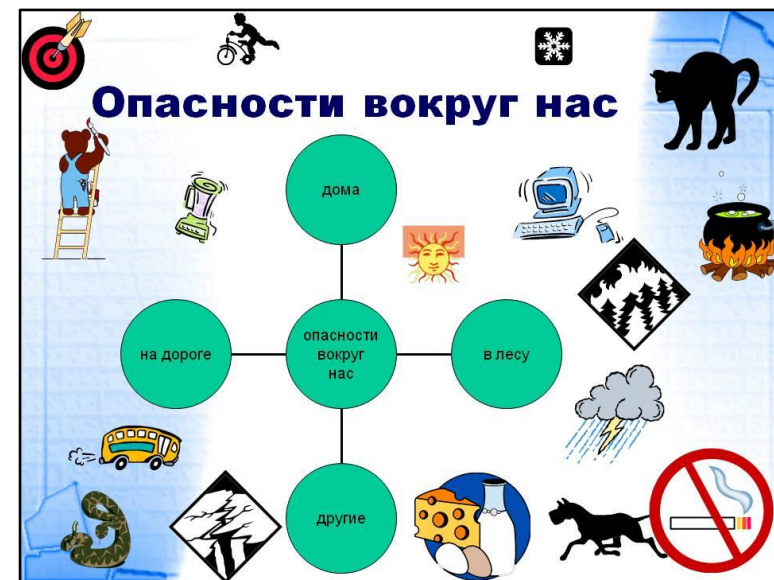 Опасности вокруг нас
дома
на дороге
опасности
вокруг
нас
в лесу
другие